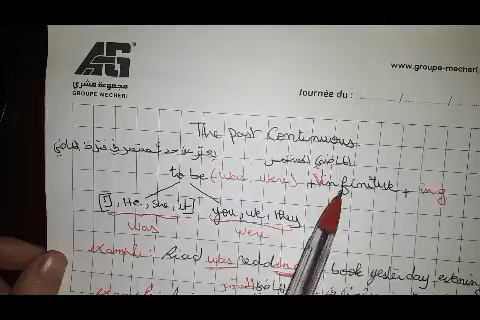 AG
مجموعة مشري
GROUPE MECHERI
www.groupe-mecheri
Journée du : / /
The past Continuous
الماضي المستمر
يعبر عن حدث مستمر في فترة الماضي
to be (was, were) + infinitive + ing
[I, He, she, it] you, we, they
was were
example: Riad was reading book yesterday evening